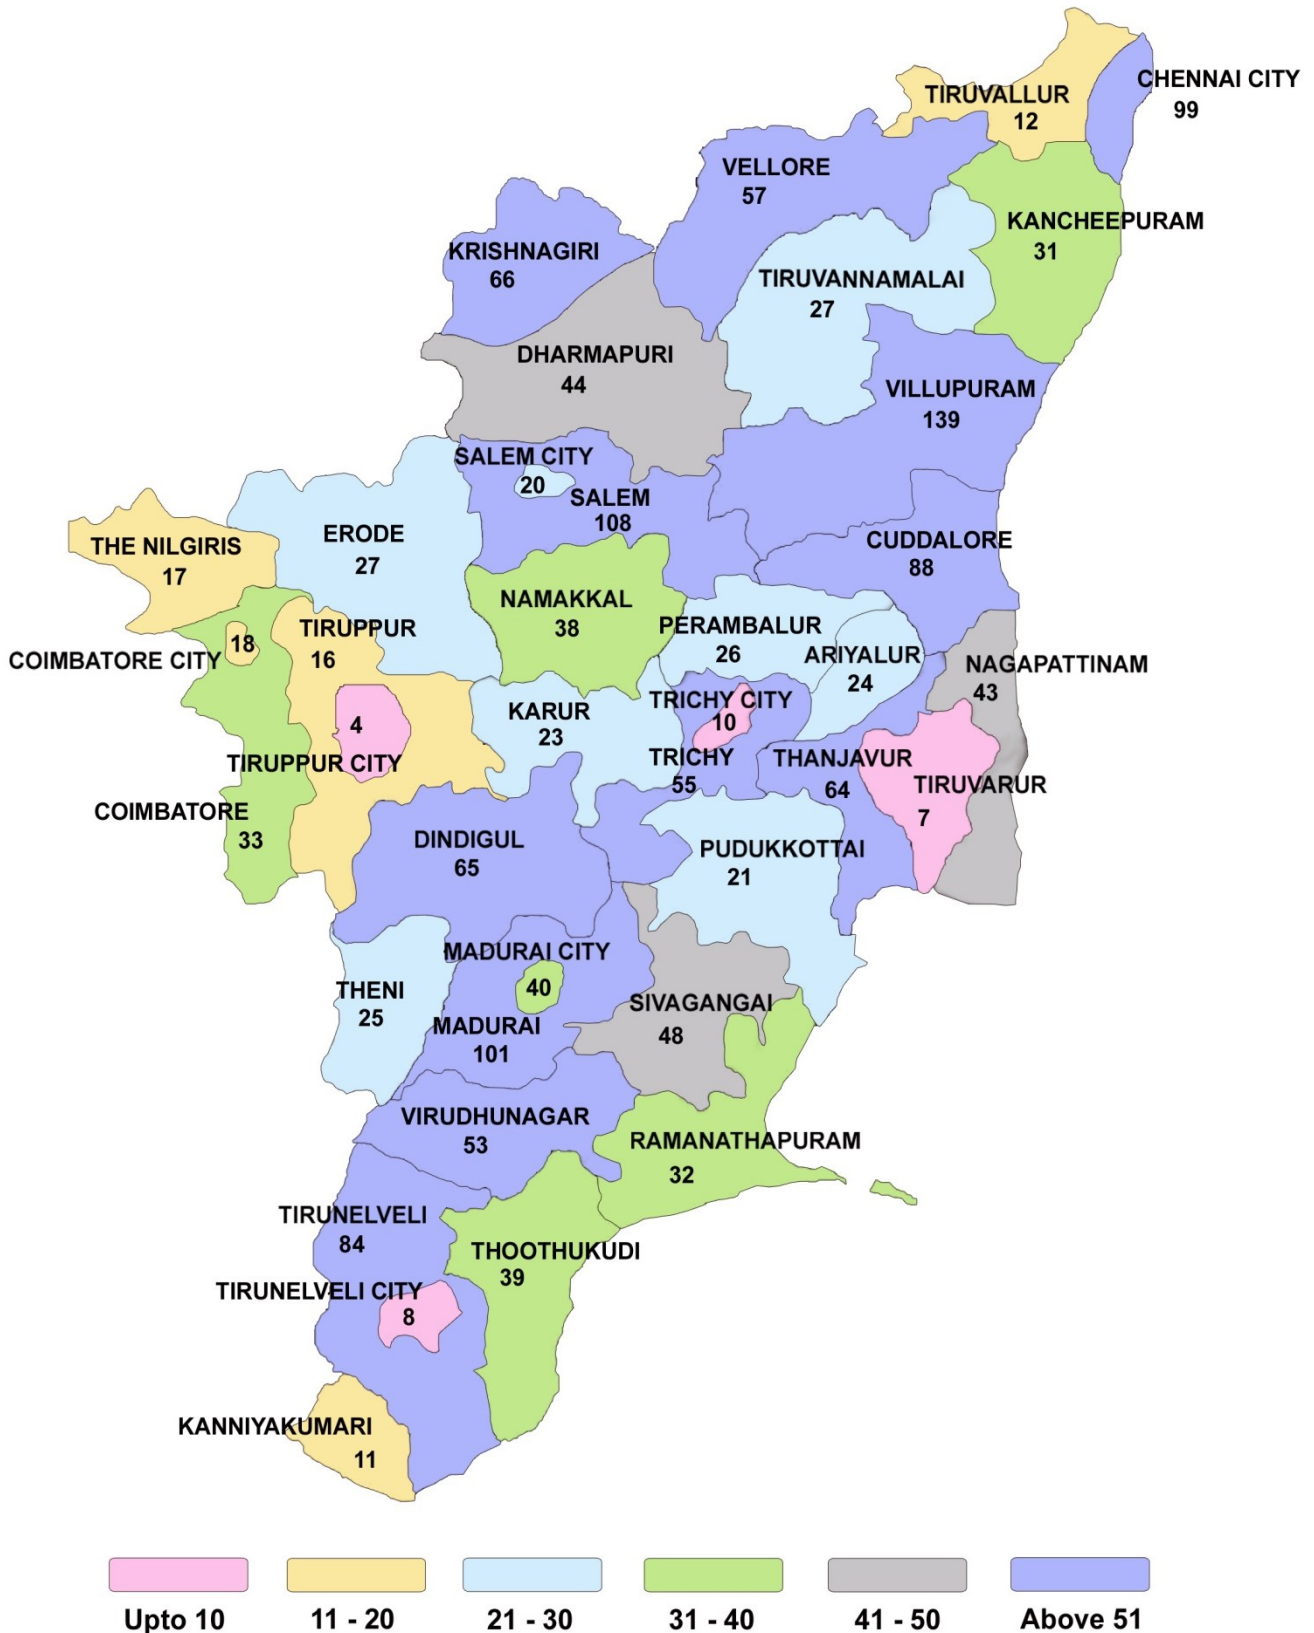 TIRUVALLUR
12
CHENNAI CITY
99
VELLORE
57
KANCHEEPURAM
31
KRISHNAGIRI
66
TIRUVANNAMALAI
27
DHARMAPURI
44
VILLUPURAM
139
SALEM CITY
20
SALEM
108
ERODE
27
CUDDALORE
88
THE NILGIRIS
17
NAMAKKAL
38
PERAMBALUR
26
TIRUPPUR
16
18
COIMBATORE CITY
ARIYALUR
24
NAGAPATTINAM
43
TRICHY CITY
10
KARUR
23
4
TIRUPPUR CITY
TRICHY
55
THANJAVUR
64
TIRUVARUR
7
COIMBATORE
33
DINDIGUL
65
PUDUKKOTTAI
21
MADURAI CITY
40
THENI
25
SIVAGANGAI
48
MADURAI
101
VIRUDHUNAGAR
53
RAMANATHAPURAM
32
TIRUNELVELI
84
THOOTHUKUDI
39
TIRUNELVELI CITY
8
KANNIYAKUMARI
11
Upto 10
11 - 20
21 - 30
31 - 40
41 - 50
Above 51